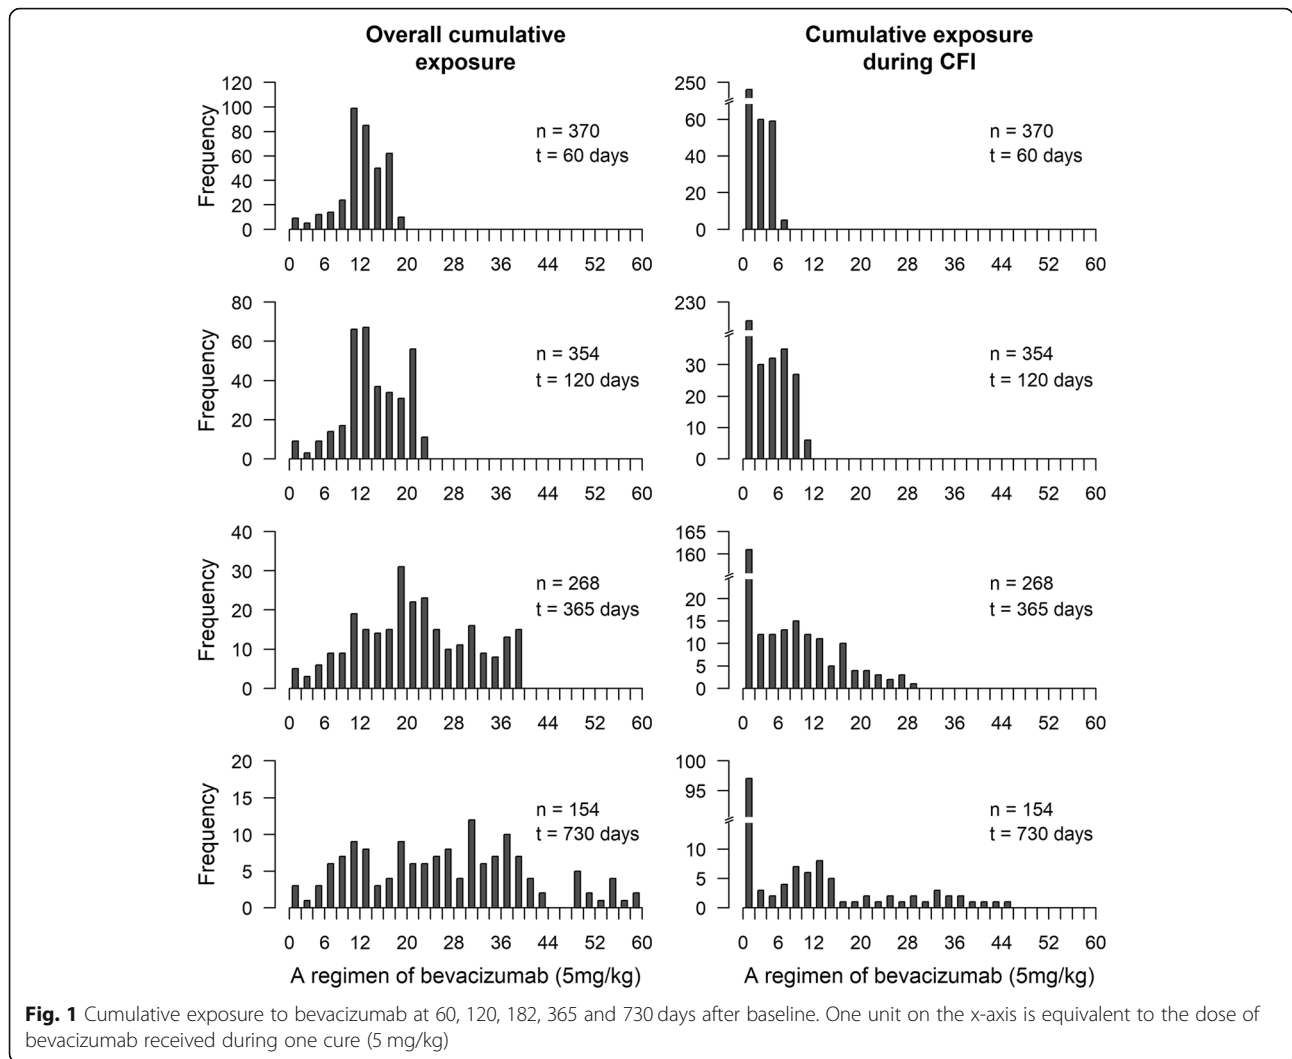 Overall cumulative
exposure
Cumulative exposure
during CFI
Frequency
120
100
80
60
40
20
0
n = 370
t = 60 days
0 6 12 20 28 36 44 52 60
250
60
40
20
0
n = 370
t = 60 days
0 6 12 20 28 36 44 52 60
Frequency
80
60
40
20
0
n = 354
t = 120 days
0 6 12 20 28 36 44 52 60
230
30
20
10
0
n = 354
t = 120 days
0 6 12 20 28 36 44 52 60
Frequency
40
30
20
10
0
n = 268
t = 365 days
0 6 12 20 28 36 44 52 60
165
160
20
15
10
5
0
n = 268
t = 365 days
0 6 12 20 28 36 44 52 60
Frequency
20
15
10
5
0
n = 154
t = 730 days
0 6 12 20 28 36 44 52 60
A regimen of bevacizumab (5mg/kg)
100
95
10
5
0
n = 154
t = 730 days
0 6 12 20 28 36 44 52 60
A regimen of bevacizumab (5mg/kg)
Fig. 1 Cumulative exposure to bevacizumab at 60, 120, 182, 365 and 730 days after baseline. One unit on the x-axis is equivalent to the dose of
bevacizumab received during one cure (5 mg/kg)